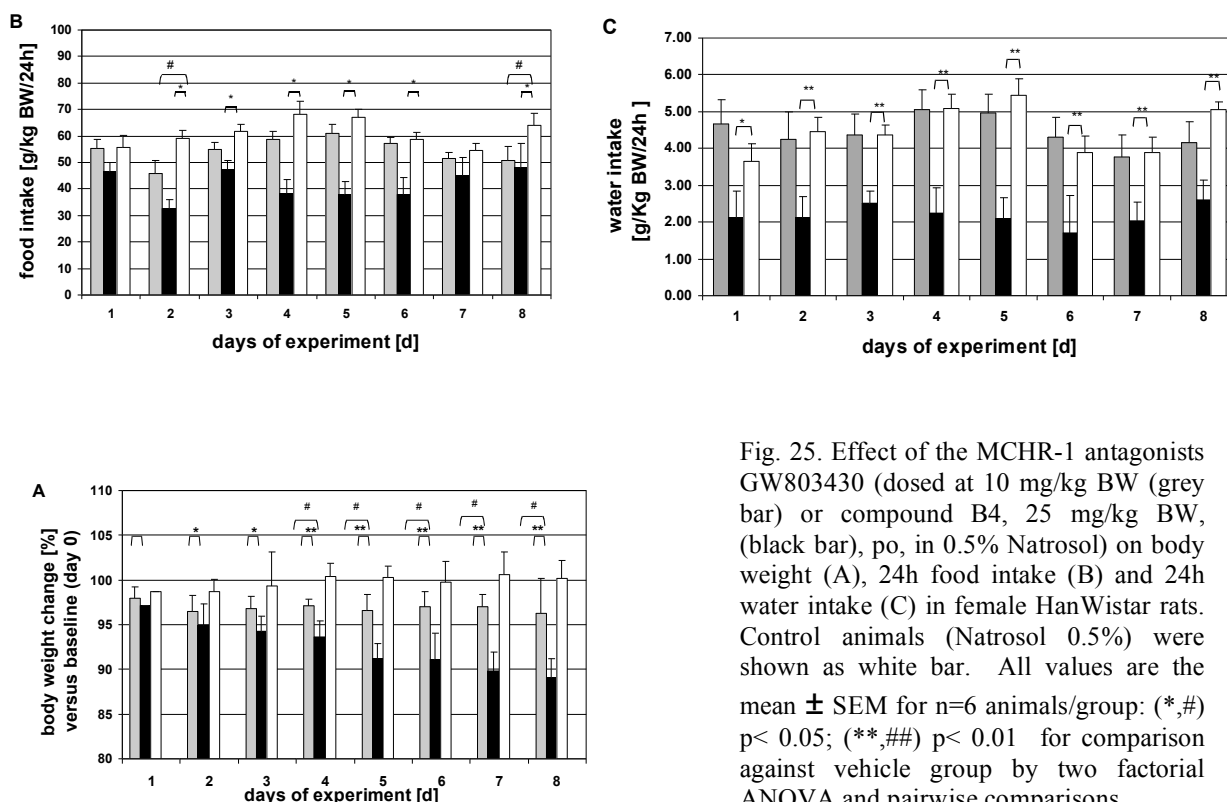 B
food intake [g/kg BW/24h]
100
90
80
70
60
50
40
30
20
10
0
# * * * * * # *
1 2 3 4 5 6 7 8
days of experiment [d]
C
water intake
[g/Kg BW/24h]
7.00
6.00
5.00
4.00
3.00
2.00
1.00
0.00
* ** ** ** ** ** ** **
1 2 3 4 5 6 7 8
days of experiment [d]
A
body weight change [%]
versus baseline (day 0)
110
105
100
95
90
85
80
# # # # #
* * ** ** ** ** **
1 2 3 4 5 6 7 8
days of experiment [d]
Fig. 25. Effect of the MCHR-1 antagonists
GW803430 (dosed at 10 mg/kg BW (grey
bar) or compound B4, 25 mg/kg BW,
(black bar), po, in 0.5% Natrosol) on body
weight (A), 24h food intake (B) and 24h
water intake (C) in female HanWistar rats.
Control animals (Natrosol 0.5%) were
shown as white bar. All values are the
mean ± SEM for n=6 animals/group: (*,#)
p< 0.05; (**,##) p< 0.01 for comparison
against vehicle group by two factorial
ANOVA and pairwise comparisons